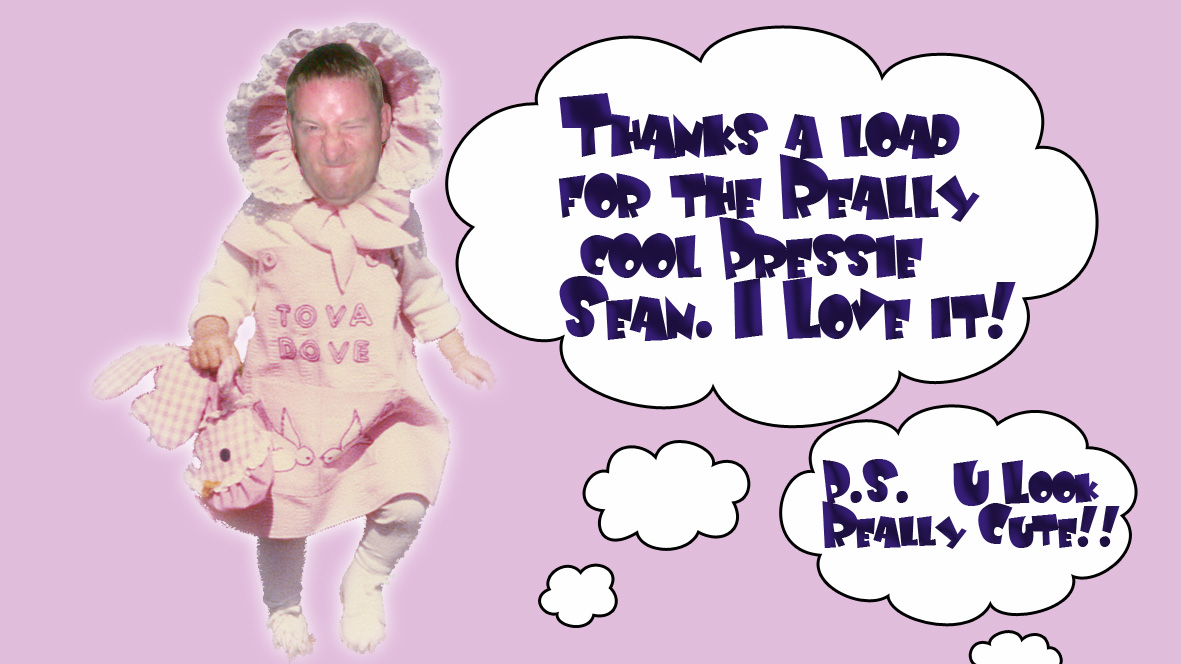 TOVA
DOVE
Thanks a load
for the Really
cool Pressie
Sean. I Love it!
P.S. U Look
Really Cute!!